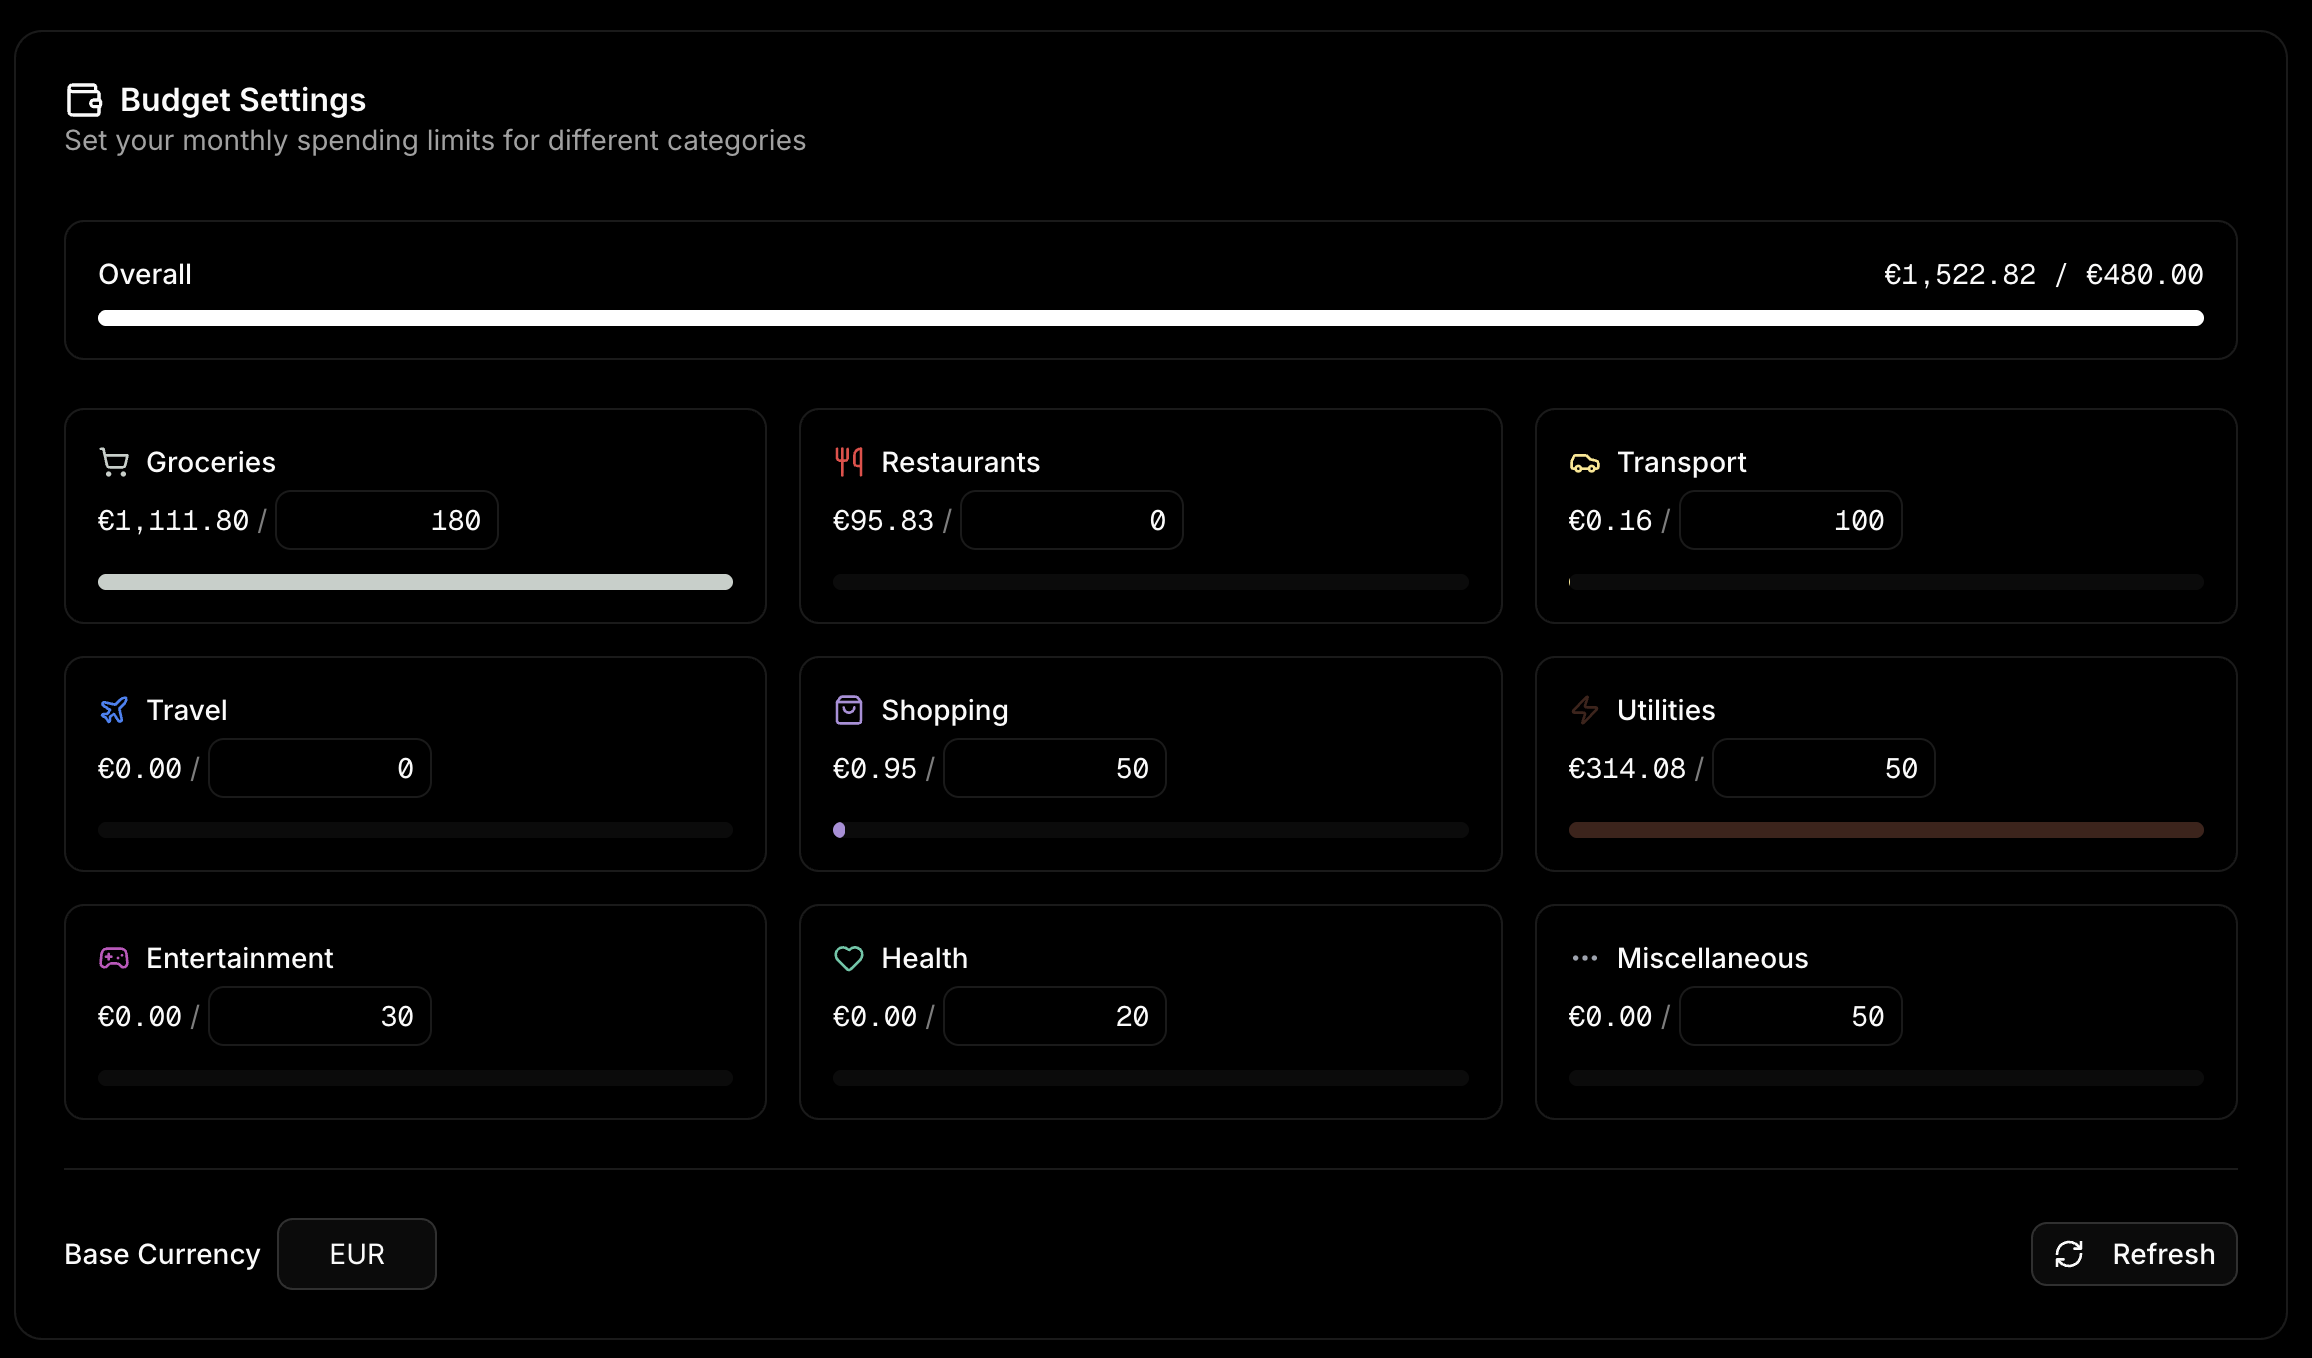 Budget Settings
Set your monthly spending limits for different categories
Overall
€1,522.82 / €480.00
Groceries
€1,111.80 / 180
Restaurants
€95.83 / 0
Transport
€0.16 / 100
Travel
€0.00 / 0
Shopping
€0.95 / 50
Utilities
€314.08 / 50
Entertainment
€0.00 / 30
Health
€0.00 / 20
Miscellaneous
€0.00 / 50
Base Currency EUR
Refresh